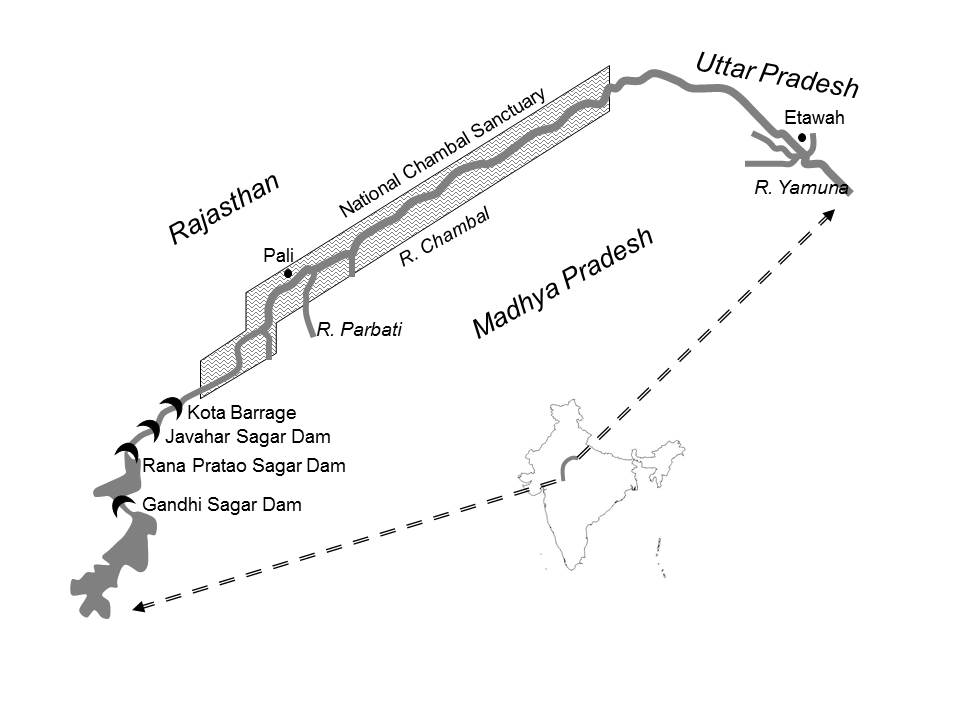 Uttar Pradesh
Etawah
R. Yamuna
National Chambal Sanctuary
Rajasthan
R. Chambal
Pali
Madhya Pradesh
R. Parbati
Kota Barrage
Javahar Sagar Dam
Rana Pratao Sagar Dam
Gandhi Sagar Dam